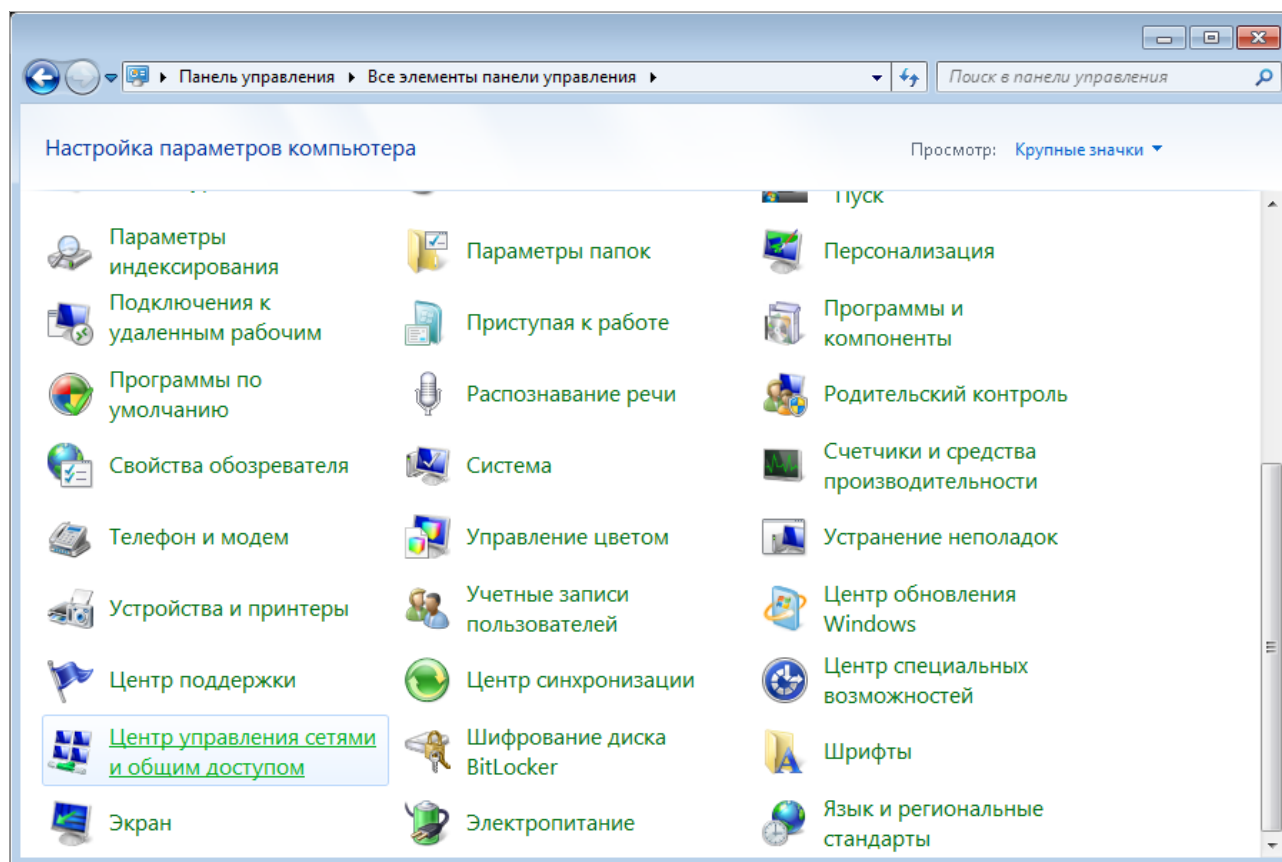 Панель управления
Все элементы панели управления
Поиск в панели управления
Настройка параметров компьютера
Просмотр: Крупные значки
Пуск
Параметры
индексирования
Параметры папок
Персонализация
Подключения к
удаленным рабочим
Приступая к работе
Программы и
компоненты
Программы по
умолчанию
Распознавание речи
Родительский контроль
Свойства обозревателя
Система
Счетчики и средства
производительности
Телефон и модем
Управление цветом
Устранение неполадок
Устройства и принтеры
Учетные записи
пользователей
Центр обновления
Windows
Центр поддержки
Центр синхронизации
Центр специальных
возможностей
Центр управления сетями
и общим доступом
Шифрование диска
BitLocker
Шрифты
Экран
Электропитание
Язык и региональные
стандарты